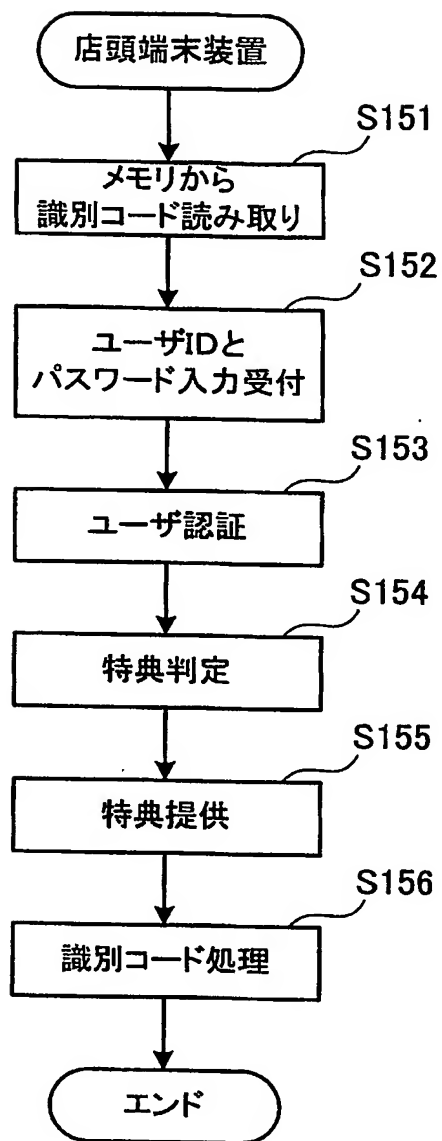 店頭端末装置
S151
メモリから
識別コード読み取り
S152
ユーザIDと
パスワード入力受付
S153
ユーザ認証
S154
特典判定
S155
特典提供
S156
識別コード処理
エンド